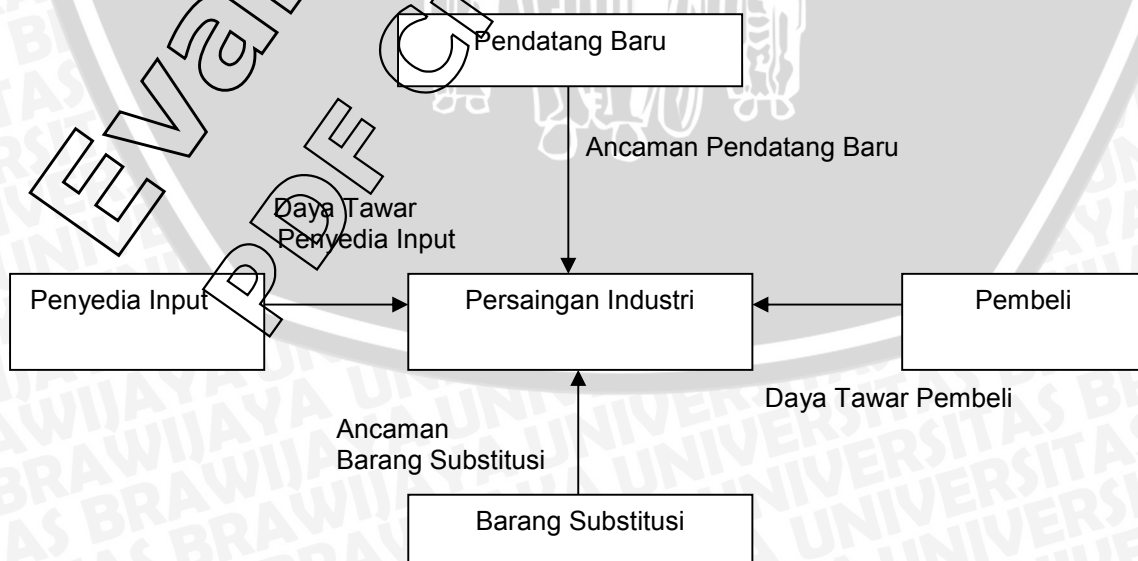 Pendatang Baru
Ancaman Pendatang Baru
Daya Tawar
Penyedia Input
Penyedia Input
Persaingan Industri
Pembeli
Daya Tawar Pembeli
Ancaman
Barang Substitusi
Barang Substitusi
PDF